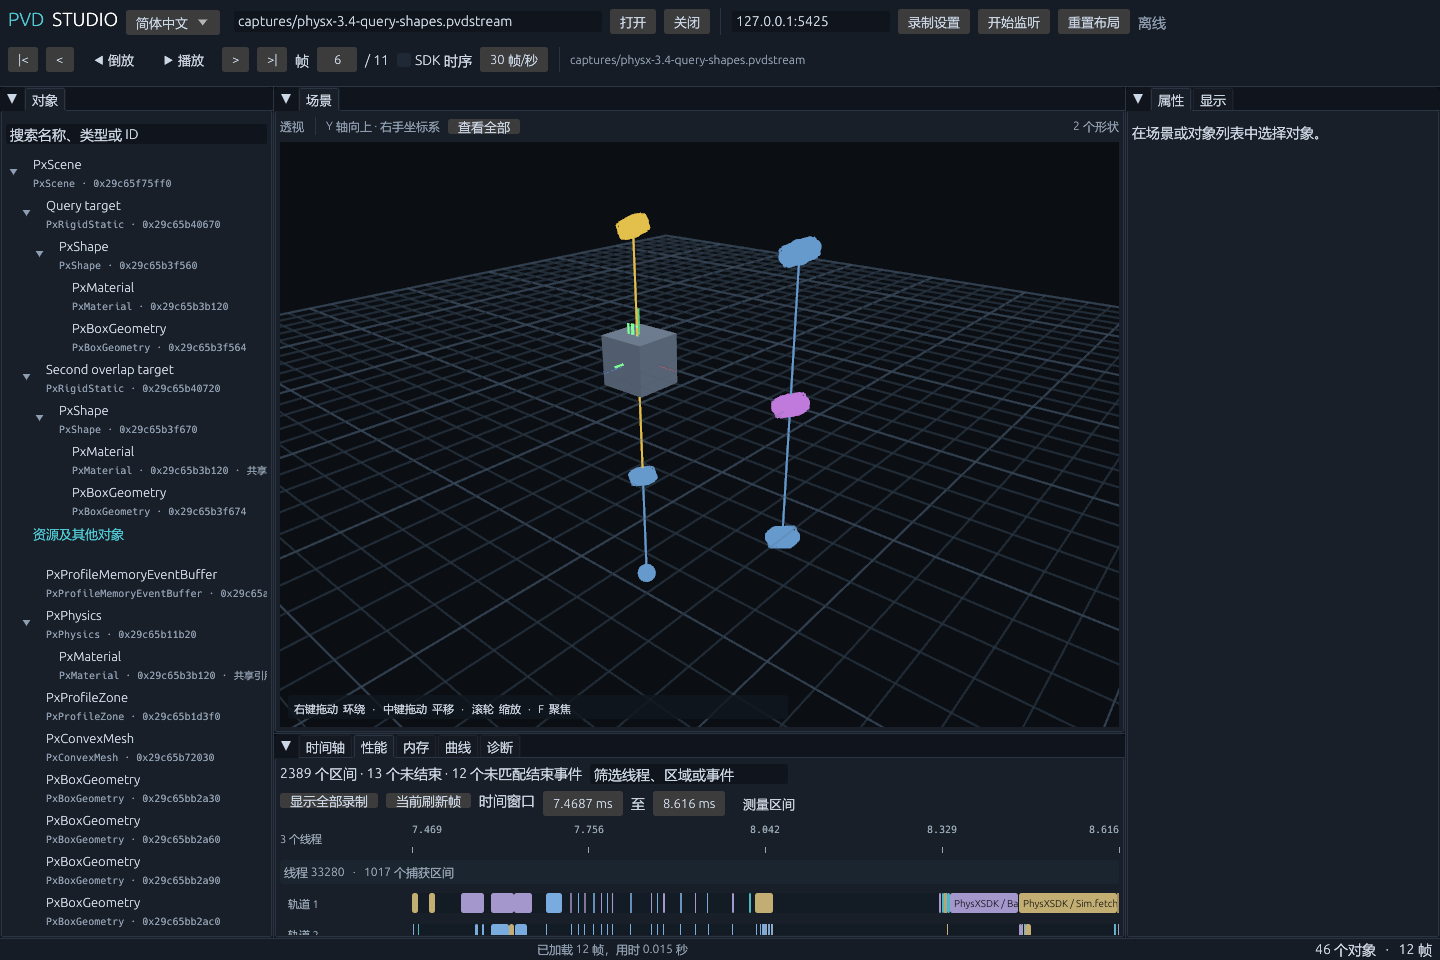 PVD STUDIO 简体中文 captures/physx-3.4-query-shapes.pvdstream 打开 关闭 127.0.0.1:5425 录制设置 开始监听 重置布局 离线
|< < ◀ 倒放 ▶ 播放 > >| 帧 6 / 11 SDK 时序 30 帧/秒 captures/physx-3.4-query-shapes.pvdstream
对象
搜索名称、类型或 ID
PxScene
PxScene · 0x29c65f75ff0
Query target
PxRigidStatic · 0x29c65b40670
PxShape
PxShape · 0x29c65b3f560
PxMaterial
PxMaterial · 0x29c65b3b120
PxBoxGeometry
PxBoxGeometry · 0x29c65b3f564
Second overlap target
PxRigidStatic · 0x29c65b40720
PxShape
PxShape · 0x29c65b3f670
PxMaterial
PxMaterial · 0x29c65b3b120 · 共享
PxBoxGeometry
PxBoxGeometry · 0x29c65b3f674
资源及其他对象
PxProfileMemoryEventBuffer
PxProfileMemoryEventBuffer · 0x29c65a
PxPhysics
PxPhysics · 0x29c65b11b20
PxMaterial
PxMaterial · 0x29c65b3b120 · 共享引用
PxProfileZone
PxProfileZone · 0x29c65b1d3f0
PxConvexMesh
PxConvexMesh · 0x29c65b72030
PxBoxGeometry
PxBoxGeometry · 0x29c65bb2a30
PxBoxGeometry
PxBoxGeometry · 0x29c65bb2a60
PxBoxGeometry
PxBoxGeometry · 0x29c65bb2a90
PxBoxGeometry
PxBoxGeometry · 0x29c65bb2ac0
场景
透视 Y 轴向上 · 右手坐标系 查看全部 2 个形状
右键拖动 环绕 · 中键拖动 平移 · 滚轮 缩放 · F 聚焦
时间轴 性能 内存 曲线 诊断
2389 个区间 · 13 个未结束 · 12 个未匹配结束事件 筛选线程、区域或事件
显示全部录制 当前刷新帧 时间窗口 7.4687 ms 至 8.616 ms 测量区间
3 个线程 7.469 7.756 8.042 8.329 8.616
线程 33280 · 1017 个捕获区间
轨道 1 PhysXSDK / Ba PhysXSDK / Sim.fetch
轨道 2
属性 显示
在场景或对象列表中选择对象。
已加载 12 帧，用时 0.015 秒 46 个对象 · 12 帧